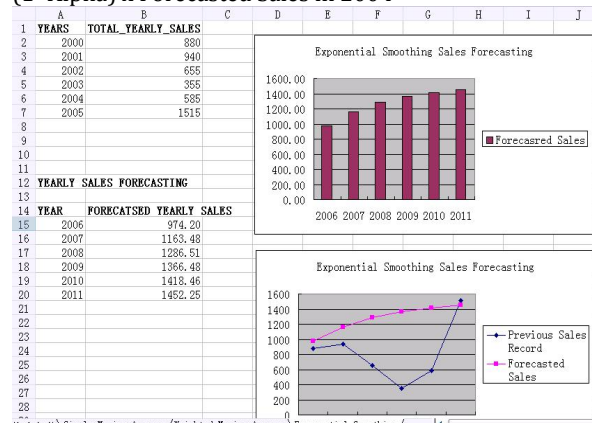 A B C D E F G H I J
1 YEARS TOTAL_YEARLY_SALES
2 2000 880
3 2001 940
4 2002 655
5 2003 355
6 2004 585
7 2005 1515
8
9
10
11
12 YEARLY SALES FORECASTING
13
14 YEAR FORECATSED YEARLY SALES
15 2006 974.20
16 2007 1163.48
17 2008 1286.51
18 2009 1366.48
19 2010 1418.46
20 2011 1452.25
21
22
23
24
25
26
27
28
Exponential Smoothing Sales Forecasting
1600.00
1400.00
1200.00
1000.00
800.00
600.00
400.00
200.00
0.00
2006 2007 2008 2009 2010 2011
Forecasred Sales
Exponential Smoothing Sales Forecasting
1600
1400
1200
1000
800
600
400
200
0
Previous Sales
Record
Forecasted
Sales